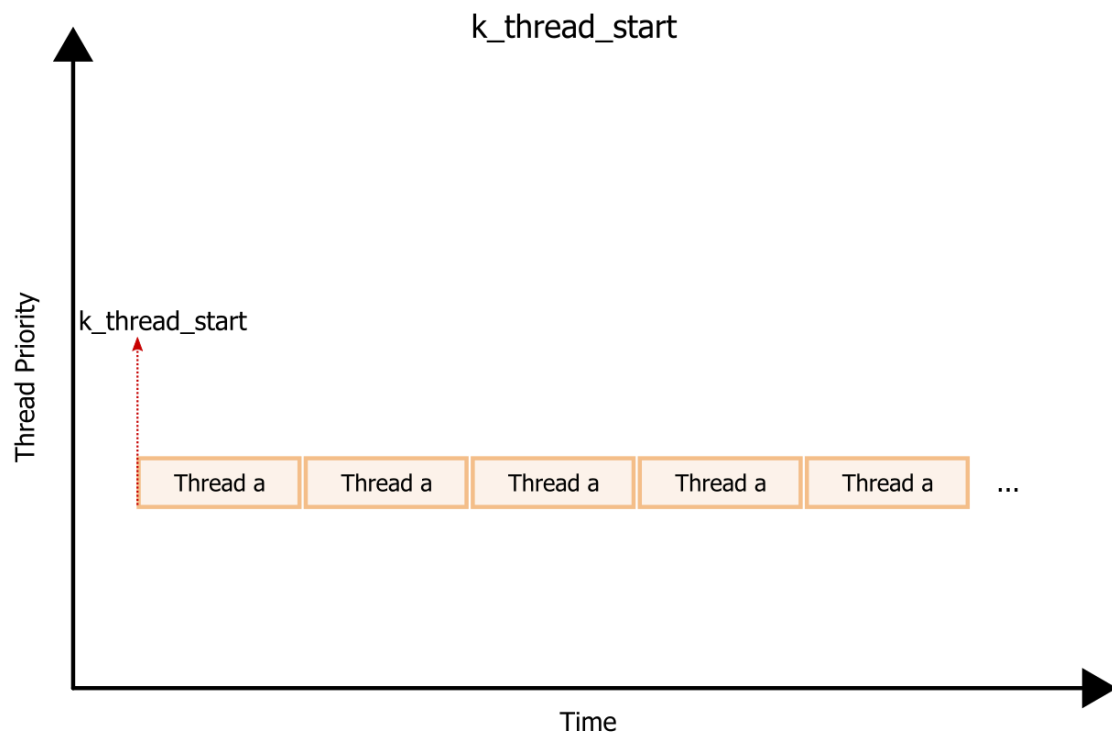 k_thread_start
Thread Priority
k_thread_start
Thread a
Thread a
Thread a
Thread a
Thread a
...
Time